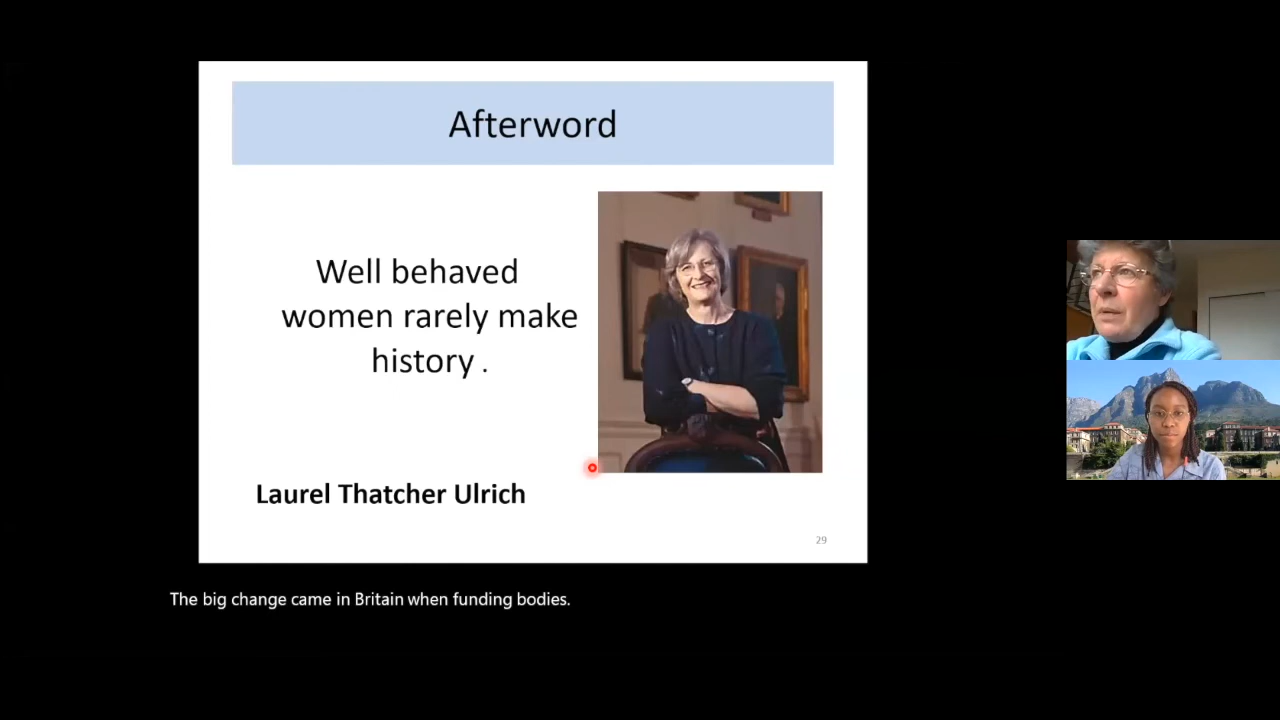 Afterword
Well behaved
women rarely make
history .
Laurel Thatcher Ulrich
29
The big change came in Britain when funding bodies.